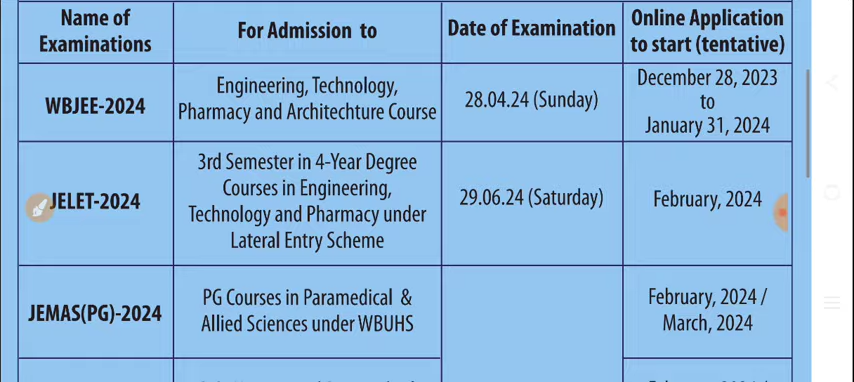 Name of
Examinations
For Admission to
Date of Examination
Online Application
to start (tentative)
WBJEE-2024
Engineering, Technology,
Pharmacy and Architechture Course
28.04.24 (Sunday)
December 28, 2023
to
January 31, 2024
JELET-2024
3rd Semester in 4-Year Degree
Courses in Engineering,
Technology and Pharmacy under
Lateral Entry Scheme
29.06.24 (Saturday)
February, 2024
JEMAS(PG)-2024
PG Courses in Paramedical &
Allied Sciences under WBUHS
February, 2024 /
March, 2024